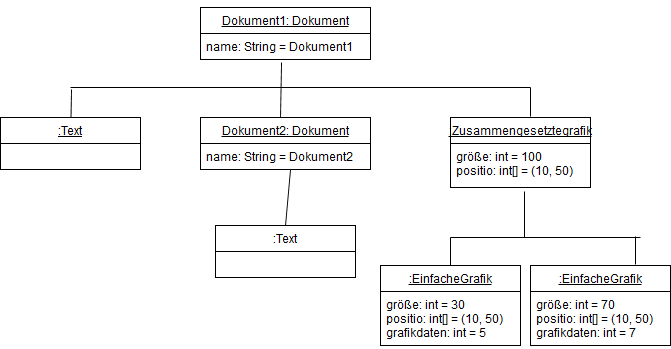 Dokument1: Dokument
name: String = Dokument1
:Text
Dokument2: Dokument
name: String = Dokument2
:Zusammengesetztegrafik
größe: int = 100
positio: int[] = (10, 50)
:Text
:EinfacheGrafik
größe: int = 30
positio: int[] = (10, 50)
grafikdaten: int = 5
:EinfacheGrafik
größe: int = 70
positio: int[] = (10, 50)
grafikdaten: int = 7